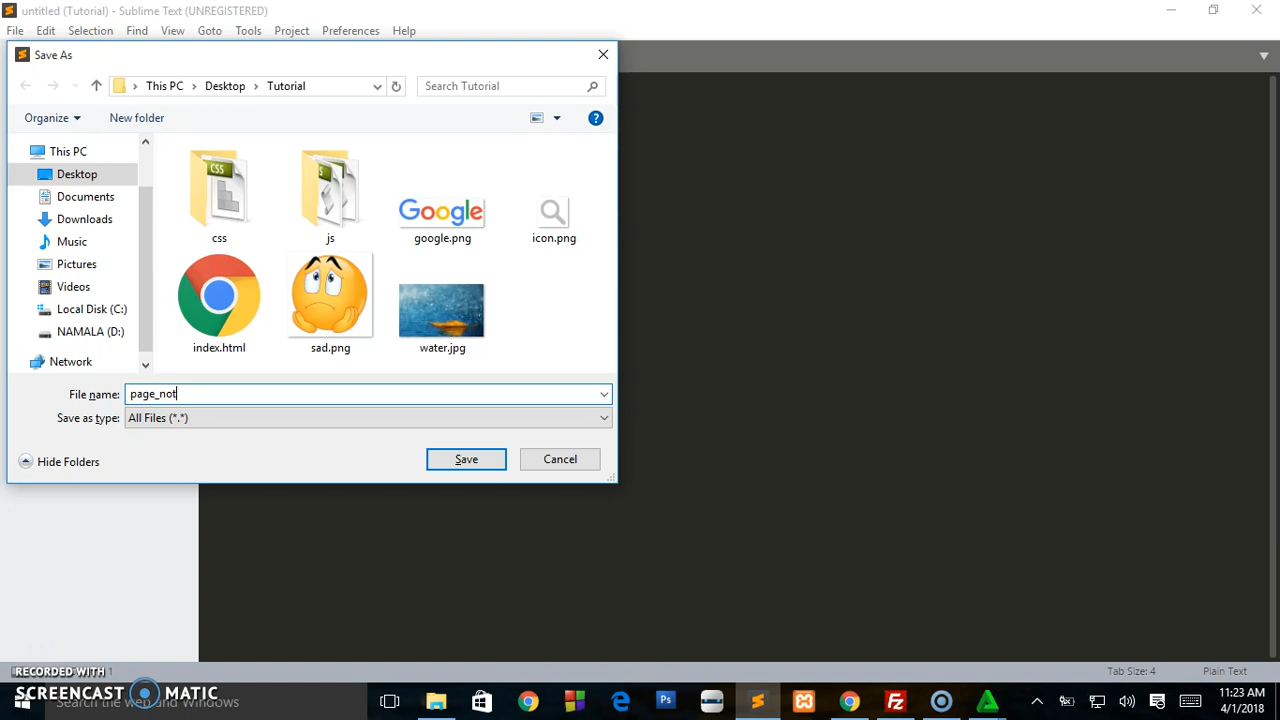 untitled (Tutorial) - Sublime Text (UNREGISTERED)
File Edit Selection Find View Goto Tools Project Preferences Help
Save As
This PC > Desktop > Tutorial
Search Tutorial
Organize
New folder
This PC
Desktop
Documents
Downloads
Music
Pictures
Videos
Local Disk (C:)
NAMALA (D:)
Network
CSS
css
js
Google
google.png
icon.png
index.html
sad.png
water.jpg
File name: page_not
Save as type: All Files (*.*)
Hide Folders
Save
Cancel
RECORDED WITH
SCREENCAST MATIC
Search the web and Windows
1
Tab Size: 4
Plain Text
Ps
Fz
11:23 AM
4/1/2018